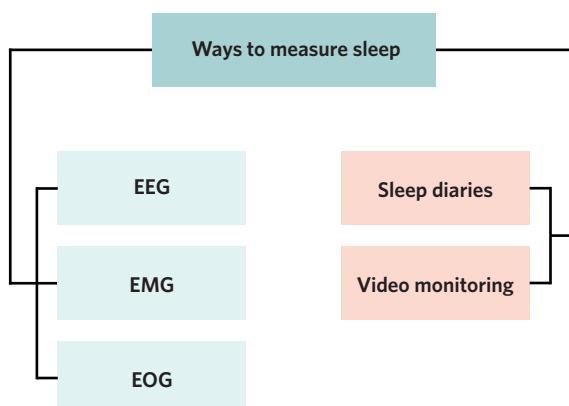 Ways to measure sleep
EEG
EMG
EOG
Sleep diaries
Video monitoring